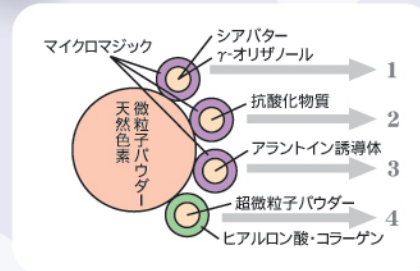 マイクロマジック
シアバター
γ-オリザノール
1
抗酸化物質
2
微粒子パウダー
天然色素
アラントイン誘導体
3
超微粒子パウダー
4
ヒアルロン酸・コラーゲン